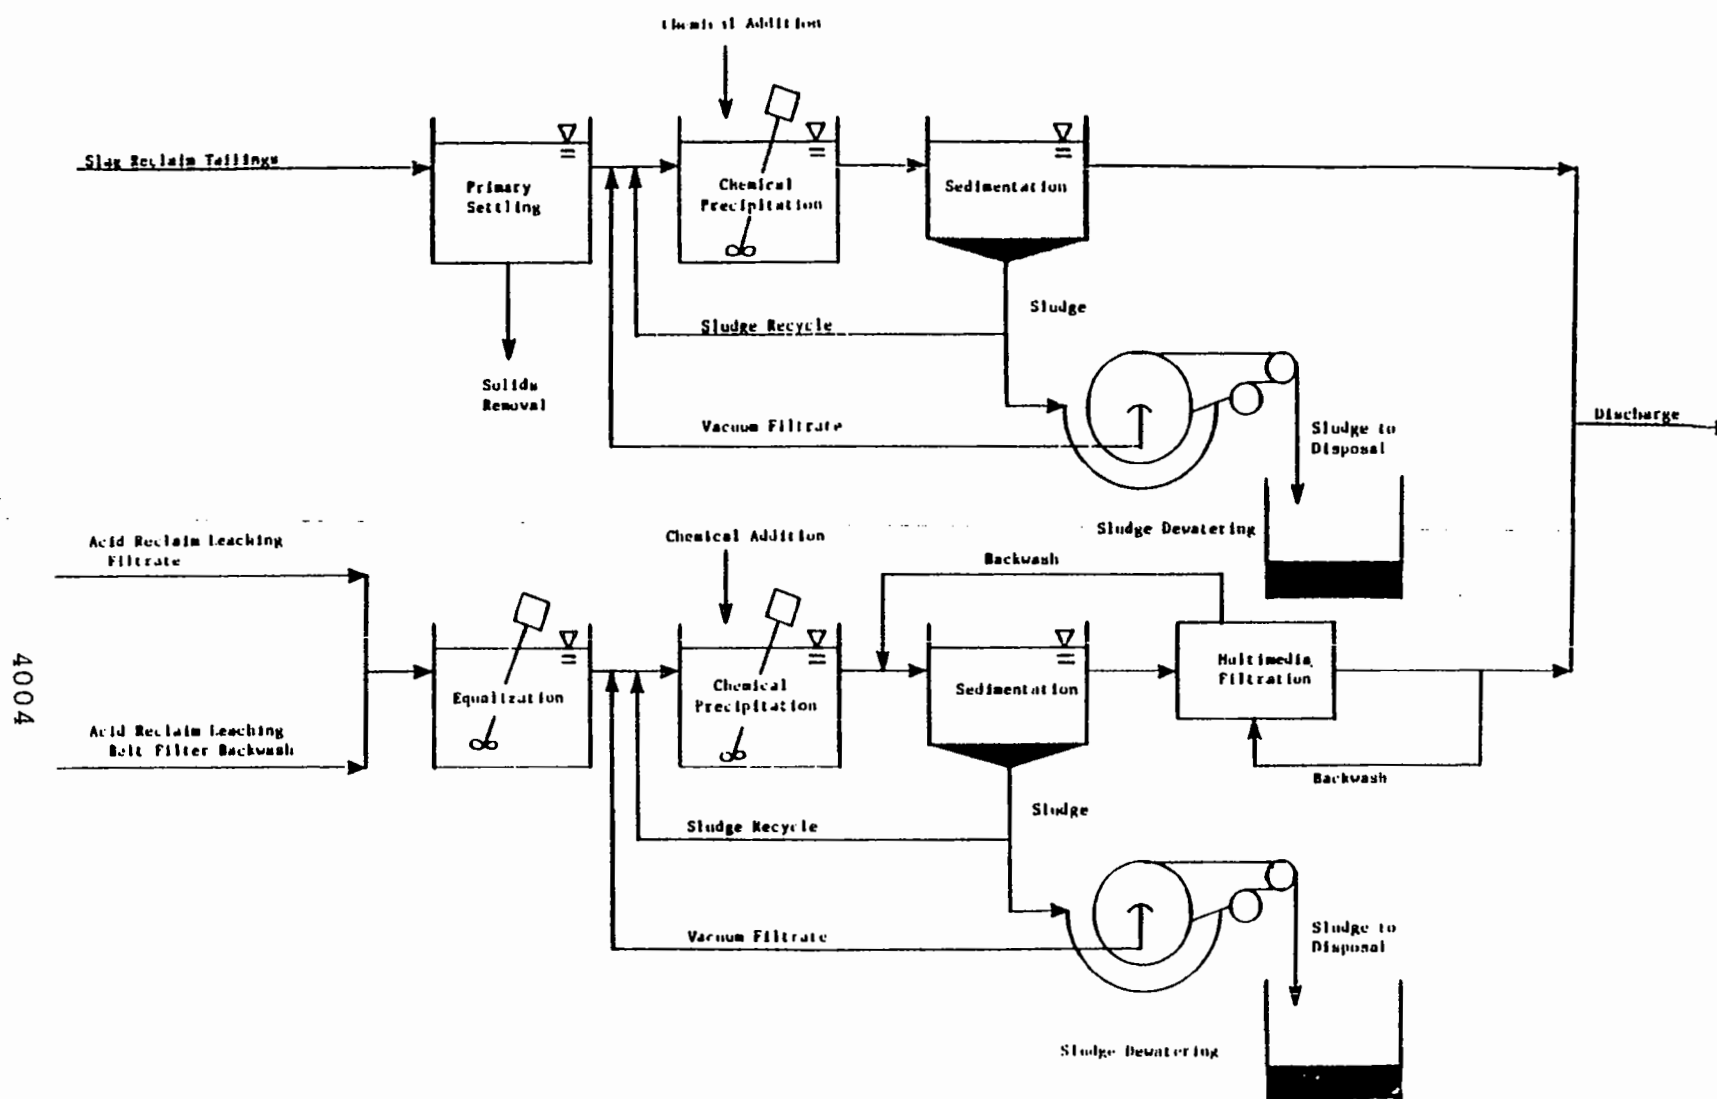 Chemical Addition
Slag Reclaim Tailings
Primary
Settling
Chemical
Precipitation
Sedimentation
Sludge
Sludge Recycle
Solids
Removal
Vacuum Filtrate
Sludge to
Disposal
Discharge
Sludge Dewatering
Acid Reclaim Leaching
Filtrate
Chemical Addition
Backwash
Equalization
Chemical
Precipitation
Sedimentation
Multimedia
Filtration
Acid Reclaim Leaching
Belt Filter Backwash
Backwash
Sludge
Sludge Recycle
Vacuum Filtrate
Sludge to
Disposal
Sludge Dewatering
4004